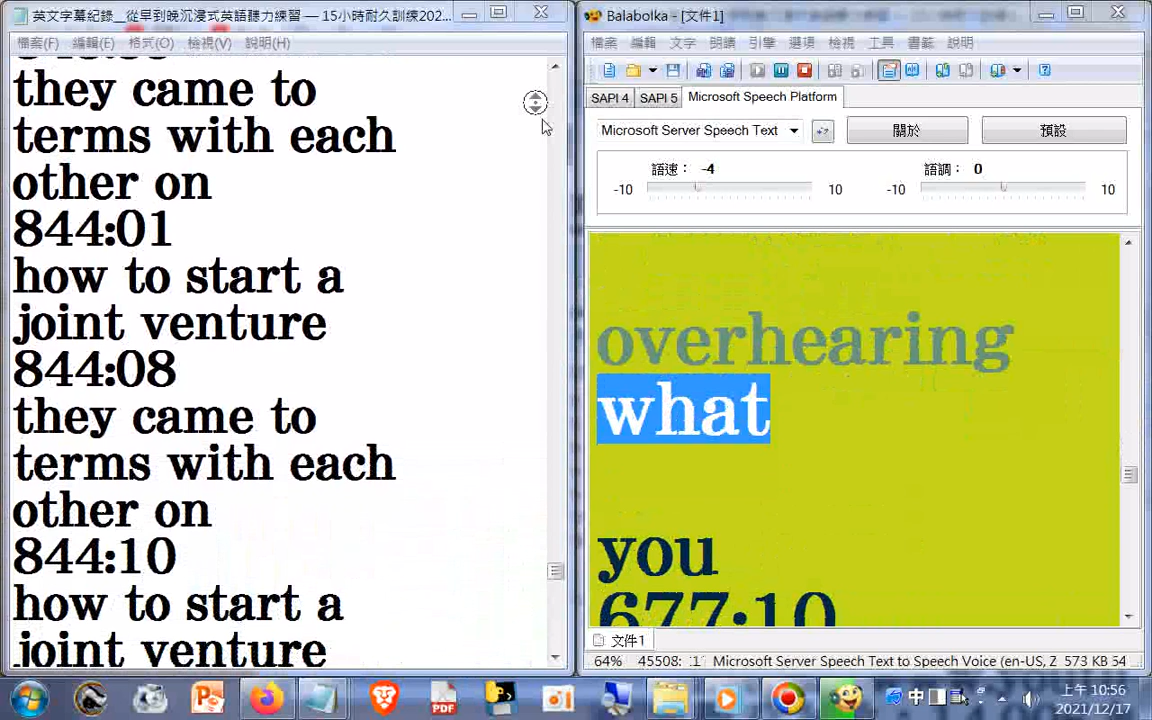 英文字幕紀錄__從早到晚沉浸式英語聽力練習 — 15小時耐久訓練202...
檔案(F) 編輯(E) 格式(O) 檢視(V) 說明(H)
they came to
terms with each
other on
844:01
how to start a
joint venture
844:08
they came to
terms with each
other on
844:10
how to start a
joint venture
Balabolka - [文件1]
檔案 編輯 文字 朗讀 引擎 選項 檢視 工具 書籤 說明
SAPI 4 SAPI 5 Microsoft Speech Platform
Microsoft Server Speech Text 關於 預設
語速： -4 語調： 0
-10 10 -10 10
overhearing
what
you
677:10
文件1
64% 45508: Microsoft Server Speech Text to Speech Voice (en-US, Z 573 KB 54
中 上午 10:56
2021/12/17